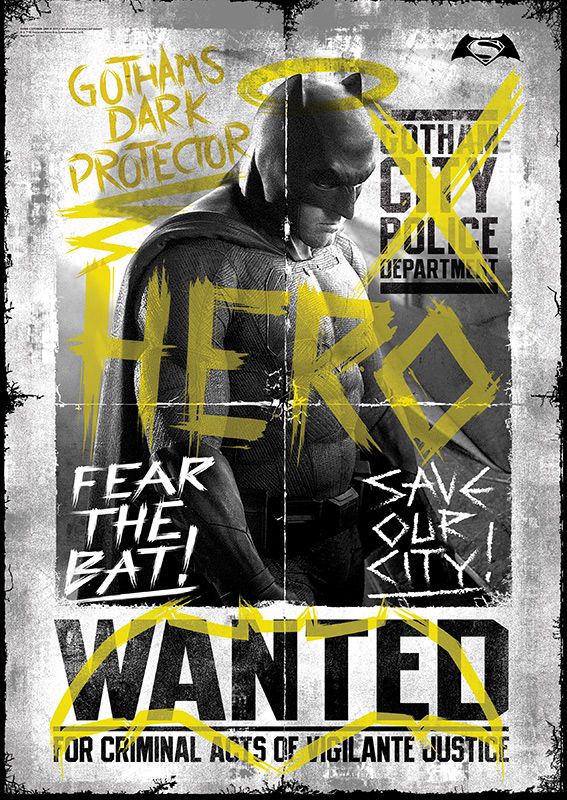 GOTHAMS
DARK
PROTECTOR
GOTHAM
CITY
POLICE
DEPARTMENT
HERO
FEAR
THE
BAT!
SAVE
OUR
CITY!
WANTED
FOR CRIMINAL ACTS OF VIGILANTE JUSTICE